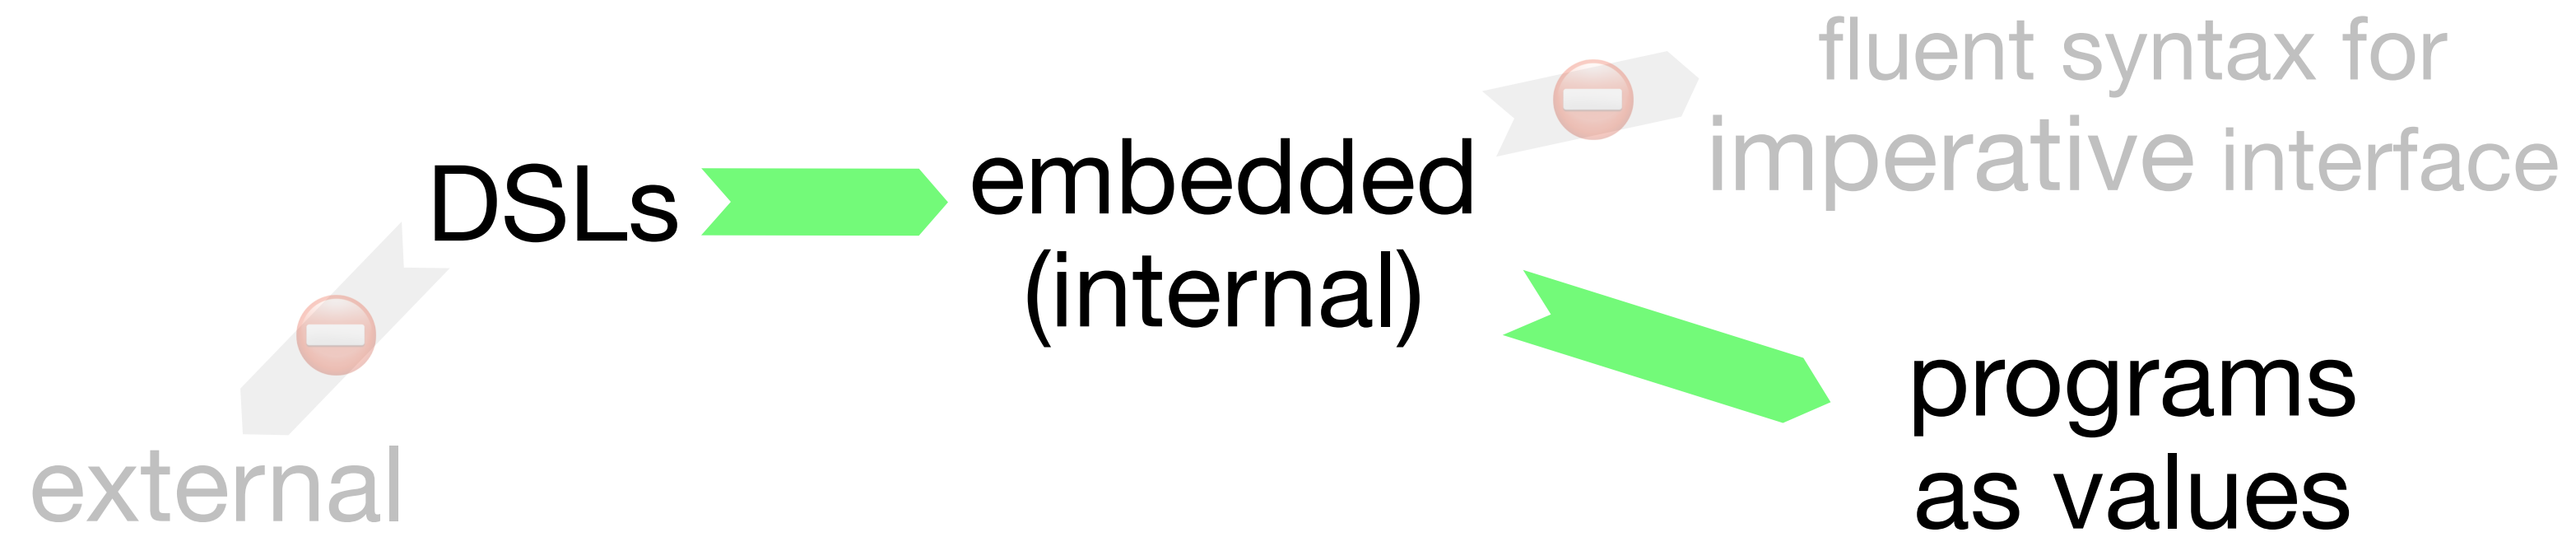 DSLs
external
embedded
(internal)
fluent syntax for
imperative interface
programs
as values